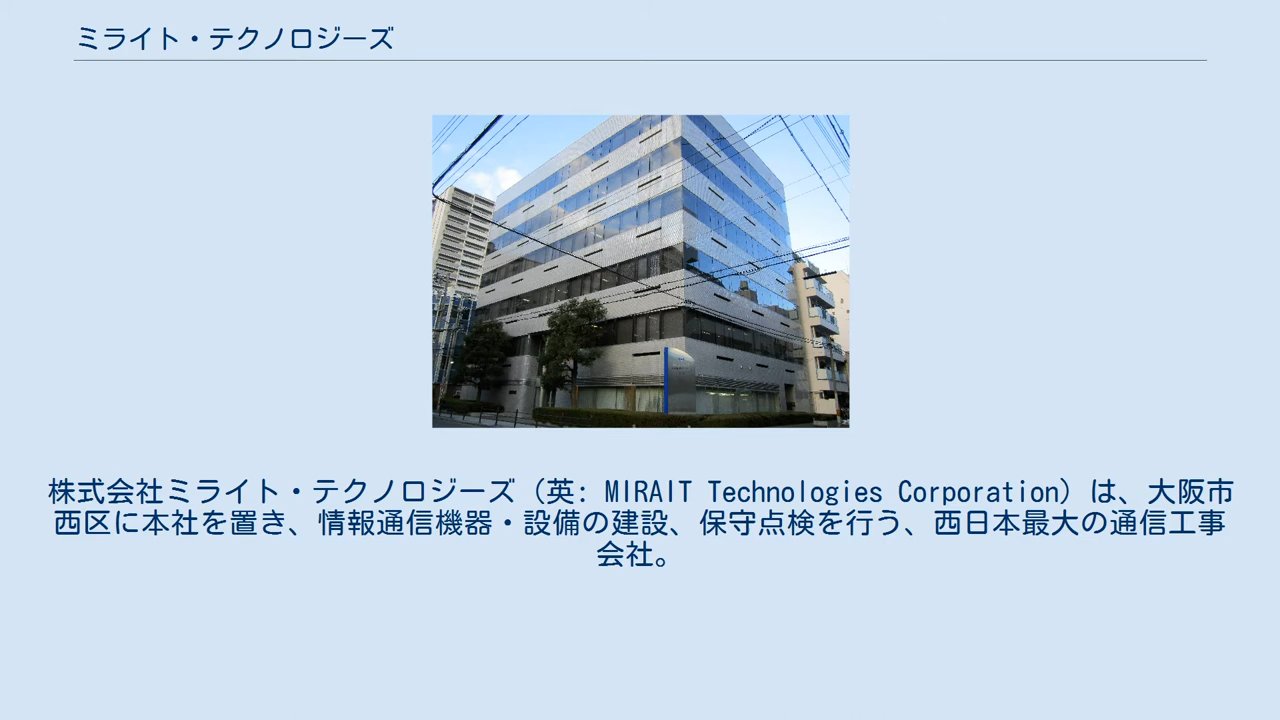 ミライト・テクノロジーズ
株式会社ミライト・テクノロジーズ（英: MIRAIT Technologies Corporation）は、大阪市
西区に本社を置き、情報通信機器・設備の建設、保守点検を行う、西日本最大の通信工事
会社。